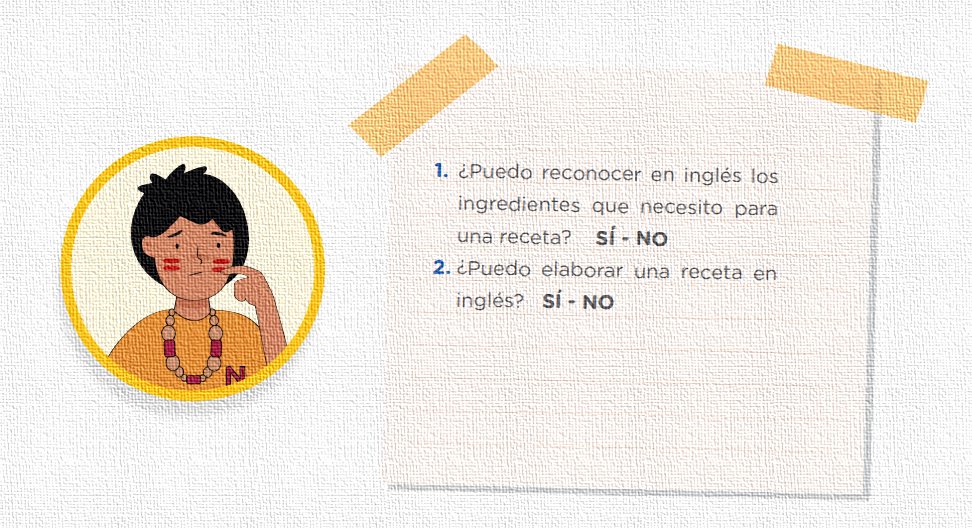 1. ¿Puedo reconocer en inglés los
ingredientes que necesito para
una receta? SÍ - NO
2. ¿Puedo elaborar una receta en
inglés? SÍ - NO
N